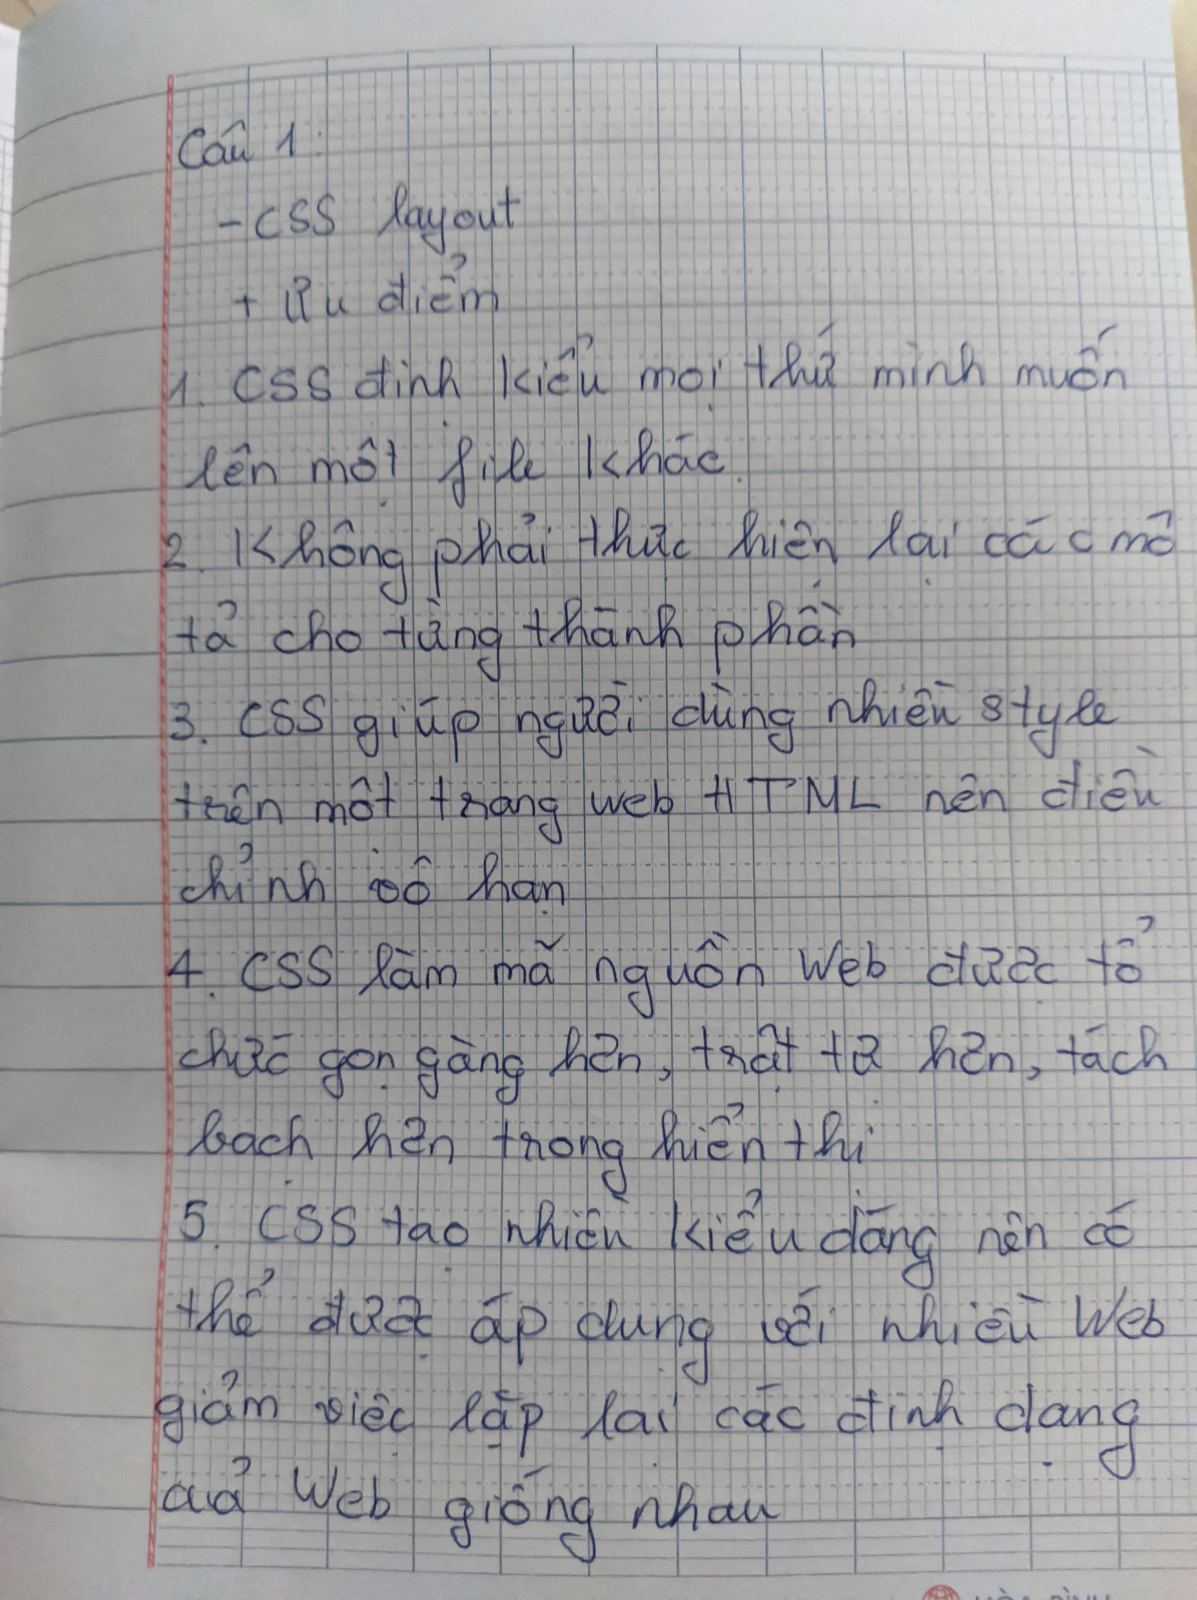 Câu 1:
- CSS layout
+ Ưu điểm
1. CSS định kiểu mọi thứ mình muốn
lên một file khác.
2. Không phải thực hiện lại các mô
tả cho từng thành phần
3. CSS giúp người dùng nhiều style
trên một trang web HTML nên điều
chỉnh vô hạn
4. CSS làm mã nguồn Web được tổ
chức gọn gàng hơn, trật tự hơn, tách
bạch hơn trong hiển thị
5. CSS tạo nhiều kiểu dáng nên có
thể được áp dụng với nhiều Web
giảm việc lặp lại các định dạng
cuả Web giống nhau